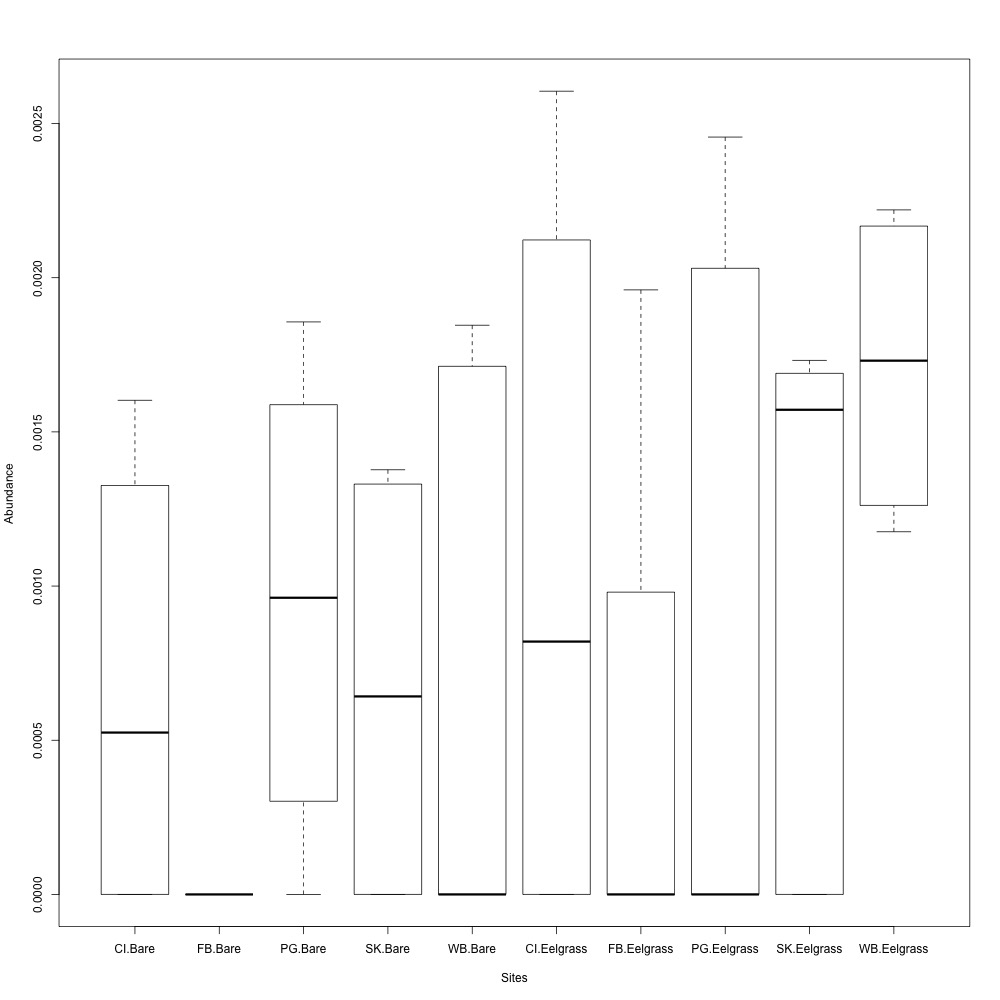 0.0025
0.0020
0.0015
0.0010
0.0005
0.0000
Abundance
CI.Bare FB.Bare PG.Bare SK.Bare WB.Bare CI.Eelgrass FB.Eelgrass PG.Eelgrass SK.Eelgrass WB.Eelgrass
Sites